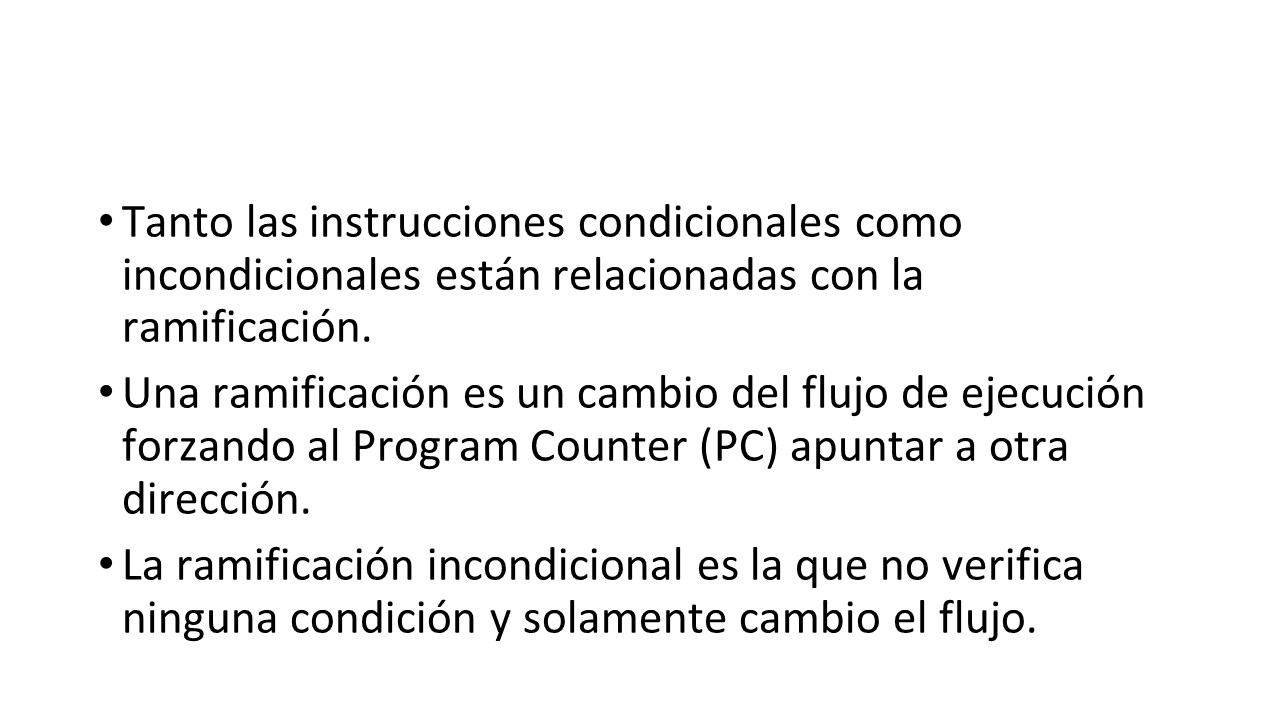 • Tanto las instrucciones condicionales como
incondicionales están relacionadas con la
ramificación.
• Una ramificación es un cambio del flujo de ejecución
forzando al Program Counter (PC) apuntar a otra
dirección.
• La ramificación incondicional es la que no verifica
ninguna condición y solamente cambio el flujo.